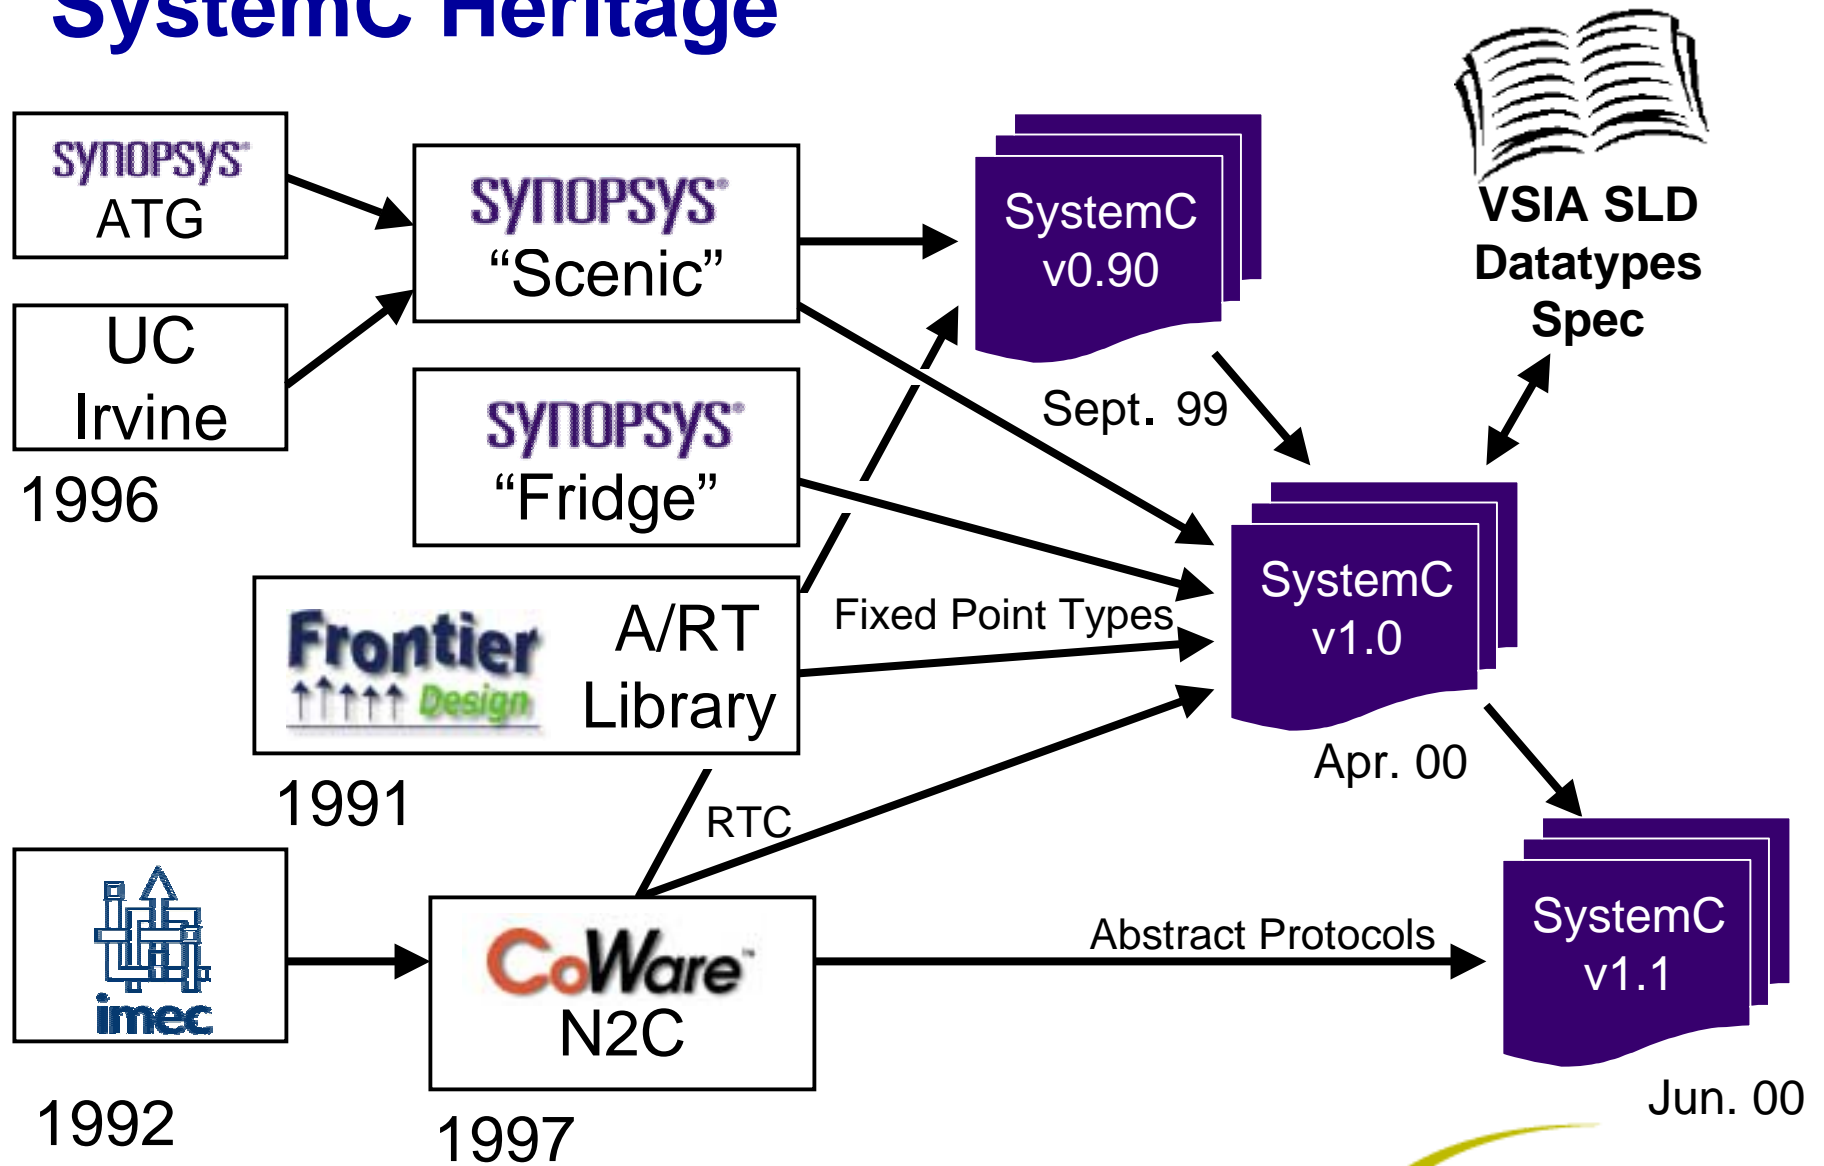 SystemC Heritage
SYNOPSYS®
ATG
UC
Irvine
1996
SYNOPSYS®
“Scenic”
SYNOPSYS®
“Fridge”
Frontier
Design
A/RT
Library
1991
imec
1992
CoWare™
N2C
1997
SystemC
v0.90
Sept. 99
VSIA SLD
Datatypes
Spec
Fixed Point Types
RTC
Abstract Protocols
SystemC
v1.0
Apr. 00
SystemC
v1.1
Jun. 00